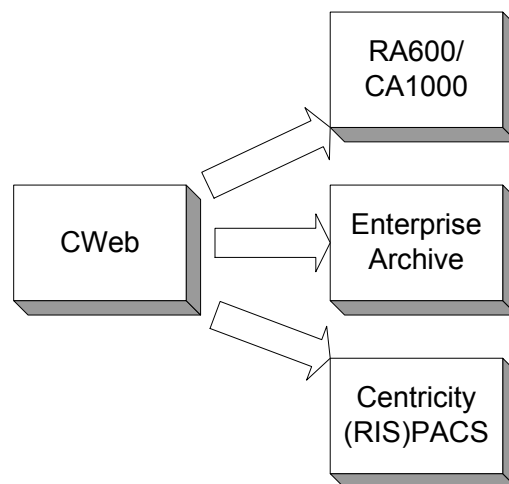 RA600/
CA1000
CWeb
Enterprise
Archive
Centricity
(RIS)PACS